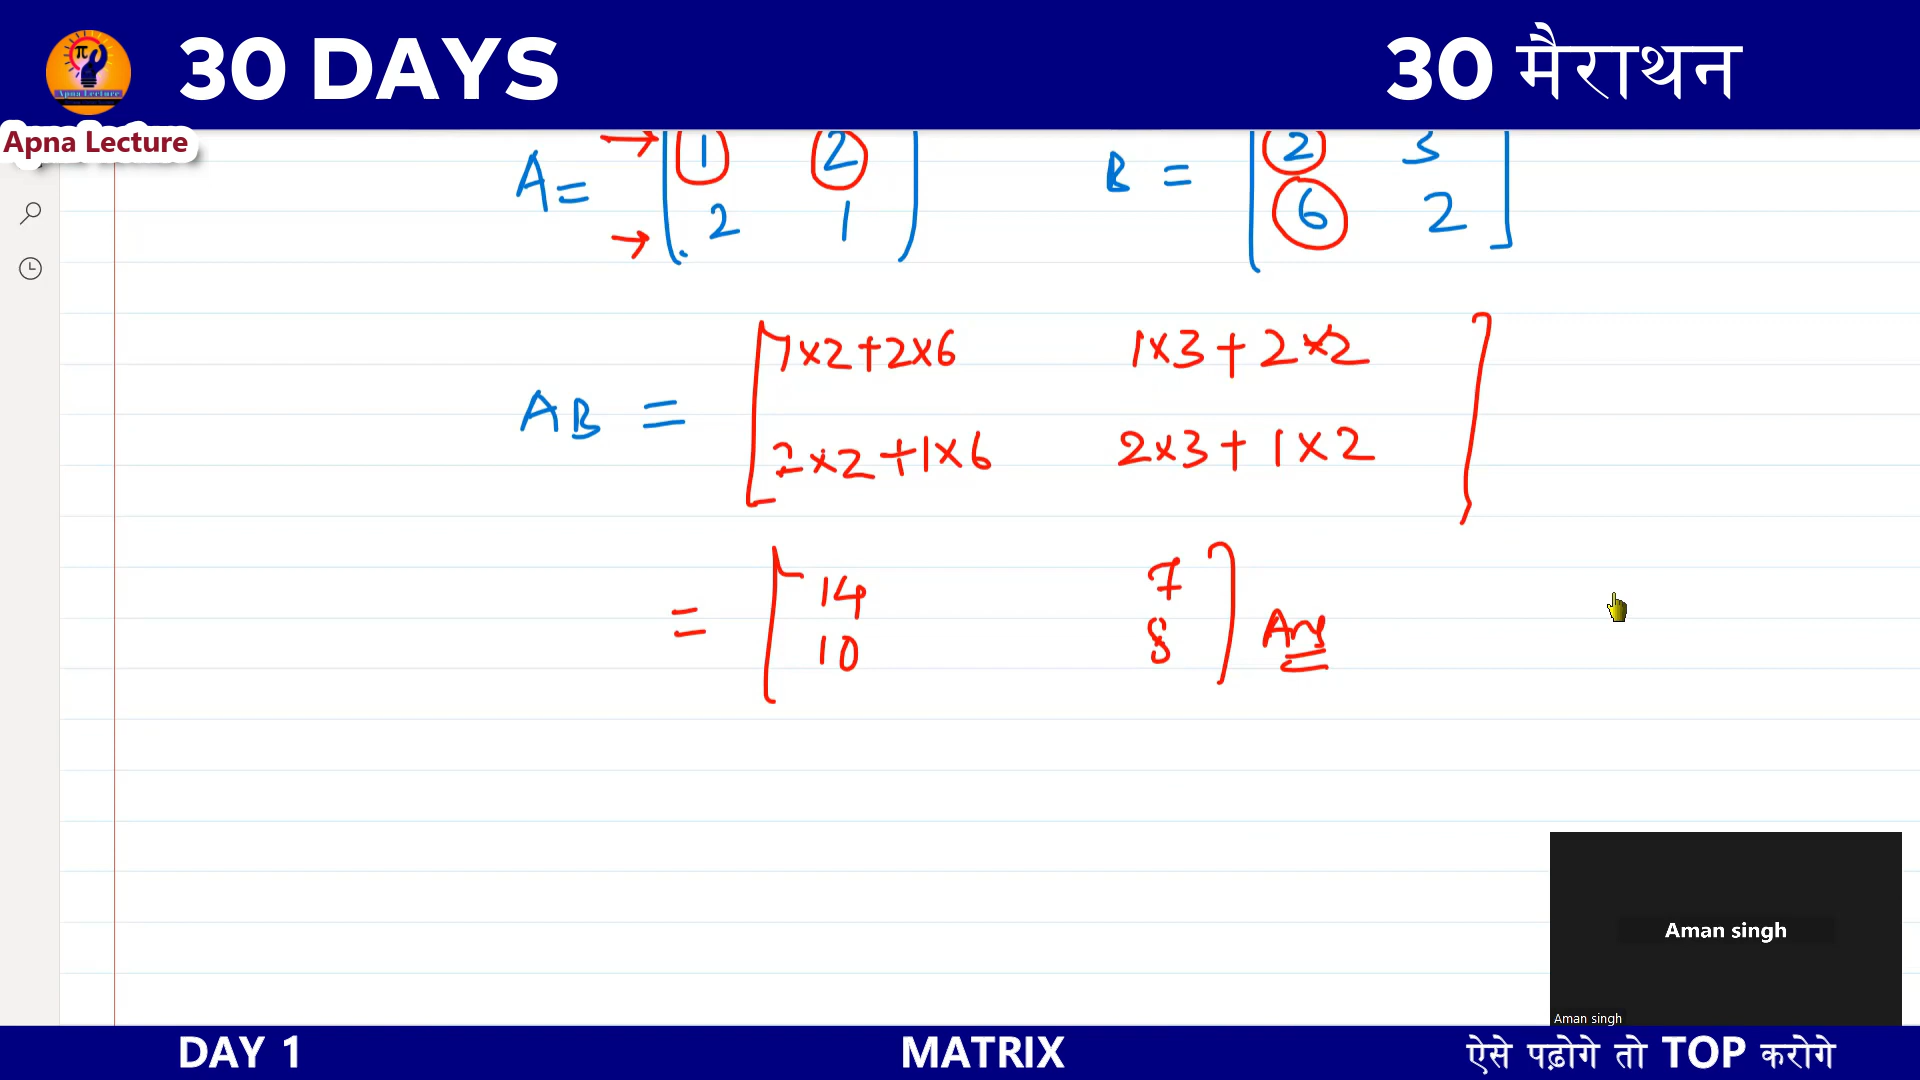 30 DAYS 30 मैराथन
Apna Lecture
A= [1 2
2 1]
B = [2 3
6 2]
AB = [1x2+2x6 1x3+2x2
2x2+1x6 2x3+1x2]
= [14 7
10 8] Ans
Aman singh
Aman singh
DAY 1 MATRIX ऐसे पढ़ोगे तो TOP करोगे